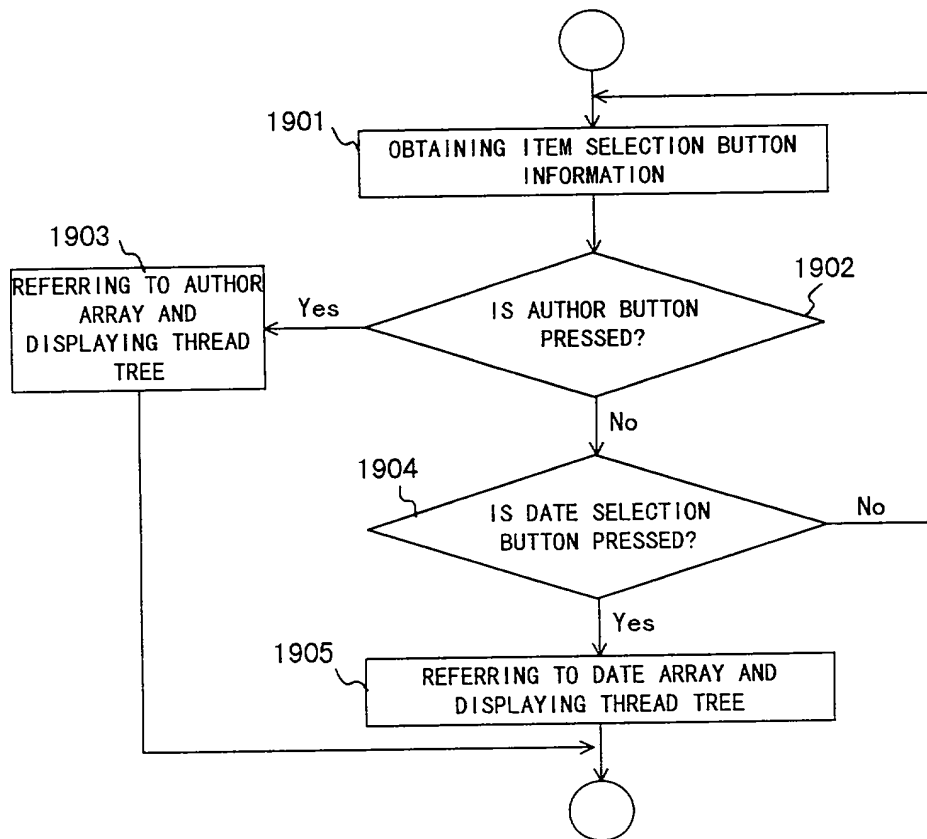 1901
OBTAINING ITEM SELECTION BUTTON
INFORMATION
1903
REFERRING TO AUTHOR
ARRAY AND
DISPLAYING THREAD
TREE
Yes
1902
IS AUTHOR BUTTON
PRESSED?
No
1904
IS DATE SELECTION
BUTTON PRESSED?
No
Yes
1905
REFERRING TO DATE ARRAY AND
DISPLAYING THREAD TREE